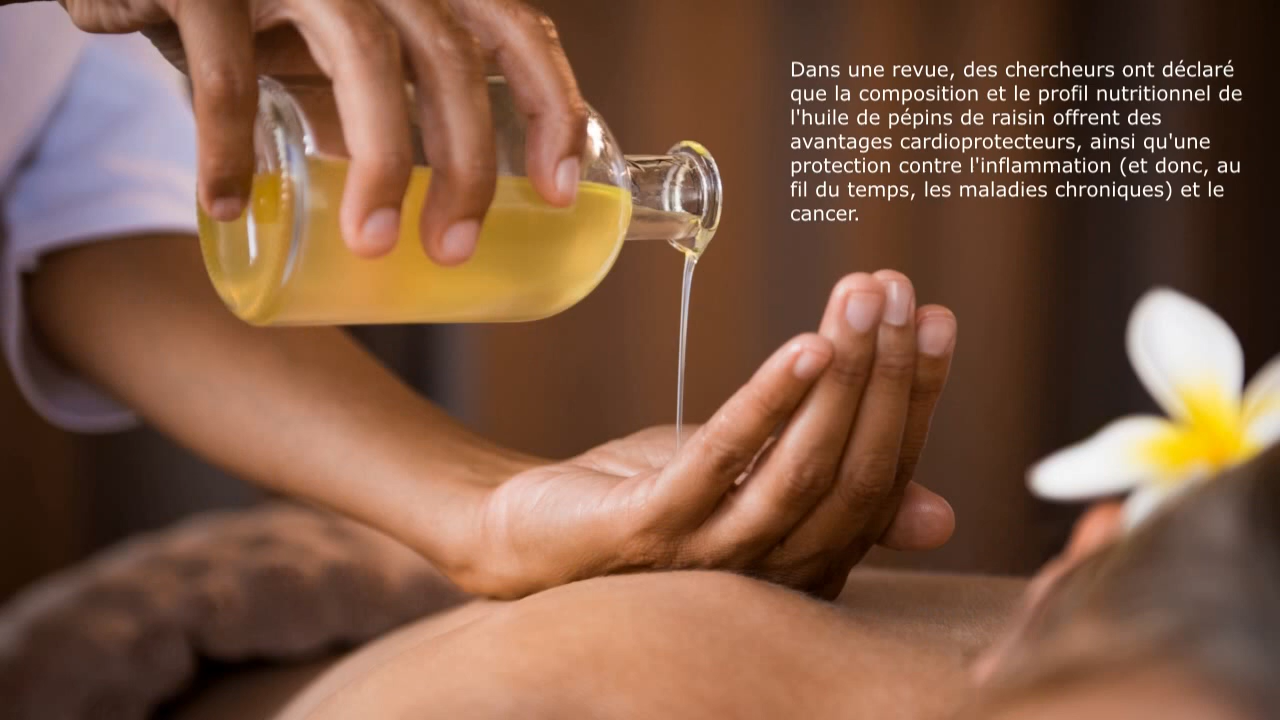 Dans une revue, des chercheurs ont déclaré
que la composition et le profil nutritionnel de
l'huile de pépins de raisin offrent des
avantages cardioprotecteurs, ainsi qu'une
protection contre l'inflammation (et donc, au
fil du temps, les maladies chroniques) et le
cancer.